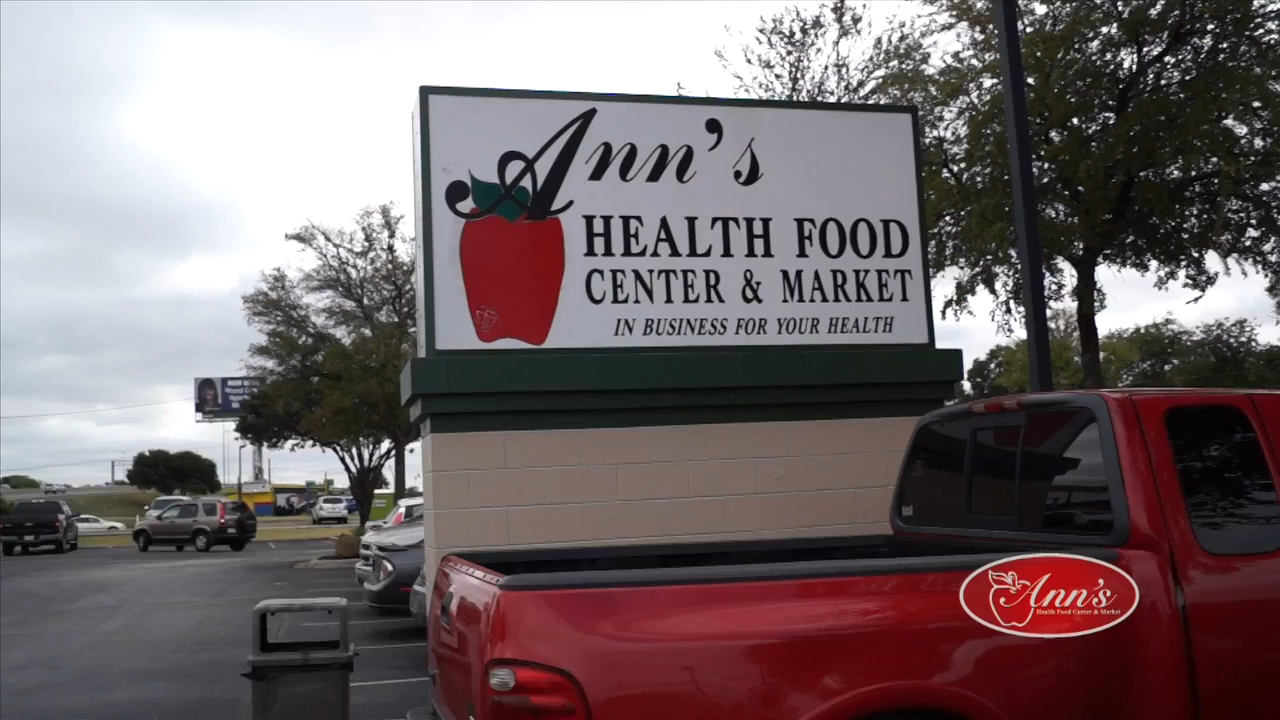 Ann's
HEALTH FOOD
CENTER & MARKET
IN BUSINESS FOR YOUR HEALTH
Ann's
Health Food Center & Market